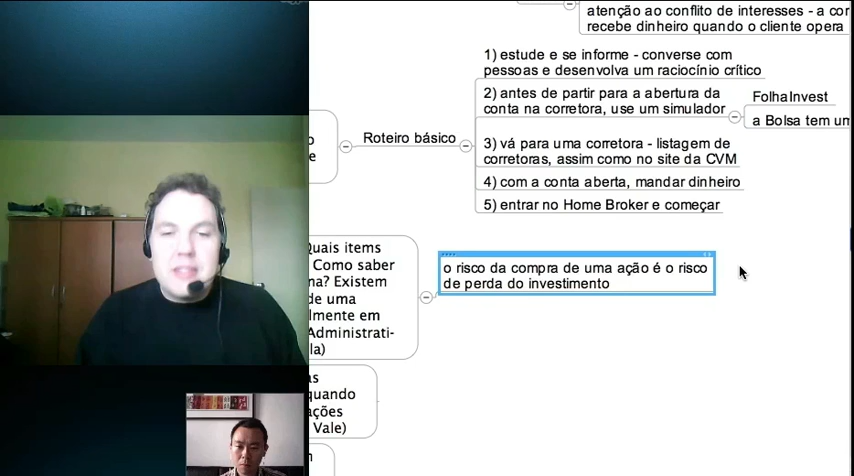 atenção ao conflito de interesses - a cor
recebe dinheiro quando o cliente opera
1) estude e se informe - converse com
pessoas e desenvolva um raciocínio crítico
2) antes de partir para a abertura da
conta na corretora, use um simulador
FolhaInvest
a Bolsa tem um
Roteiro básico
3) vá para uma corretora - listagem de
corretoras, assim como no site da CVM
4) com a conta aberta, mandar dinheiro
5) entrar no Home Broker e começar
o
e
Quais items
Como saber
na? Existem
de uma
lmente em
Administrati-
la)
o risco da compra de uma ação é o risco
de perda do investimento
as
quando
ações
Vale)
m